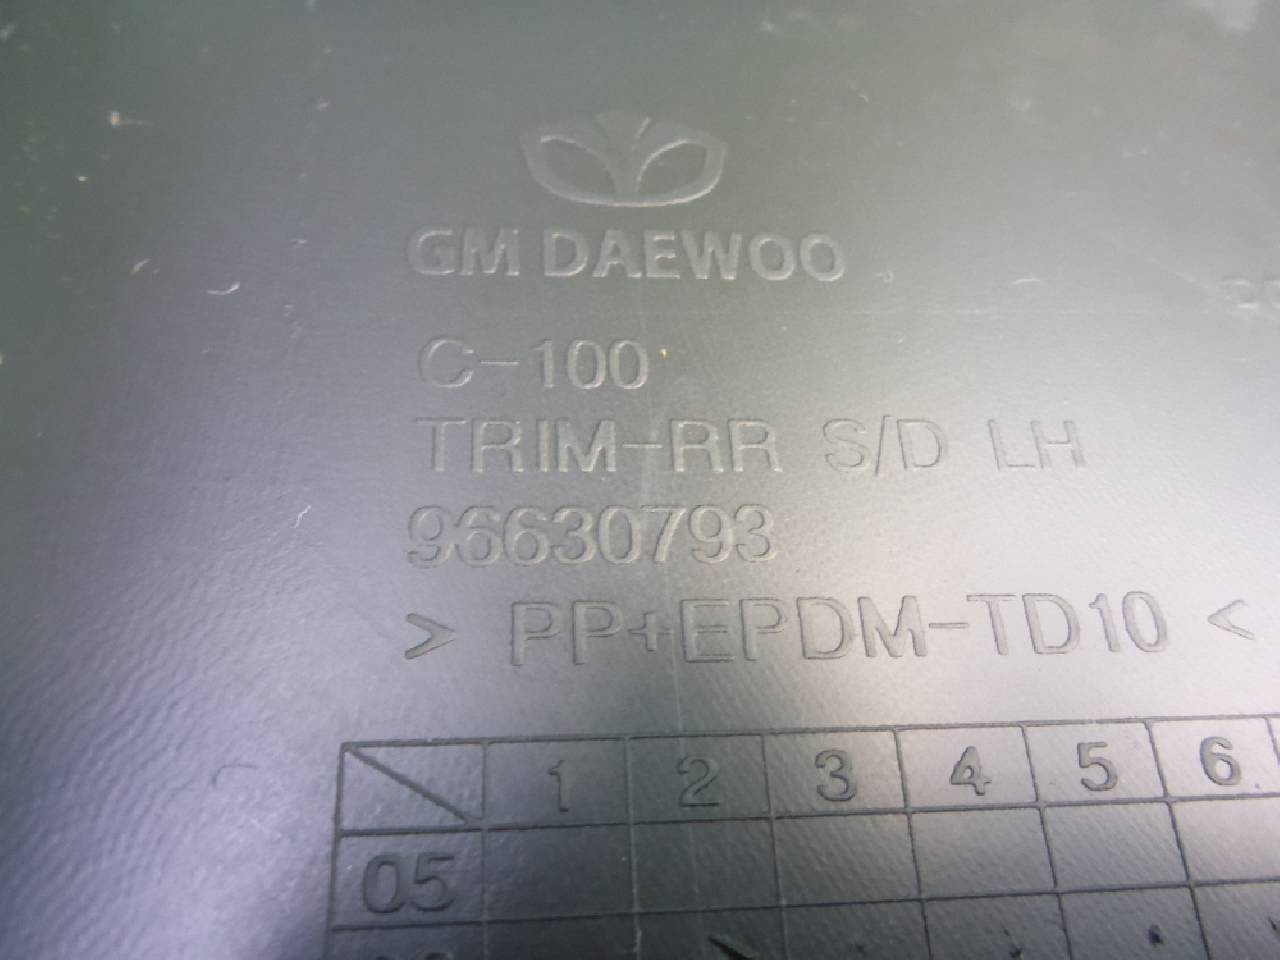 GM DAEWOO
C-100
TRIM-RR S/D LH
96630793
> PP+EPDM-TD10 <
1 2 3 4 5 6
05